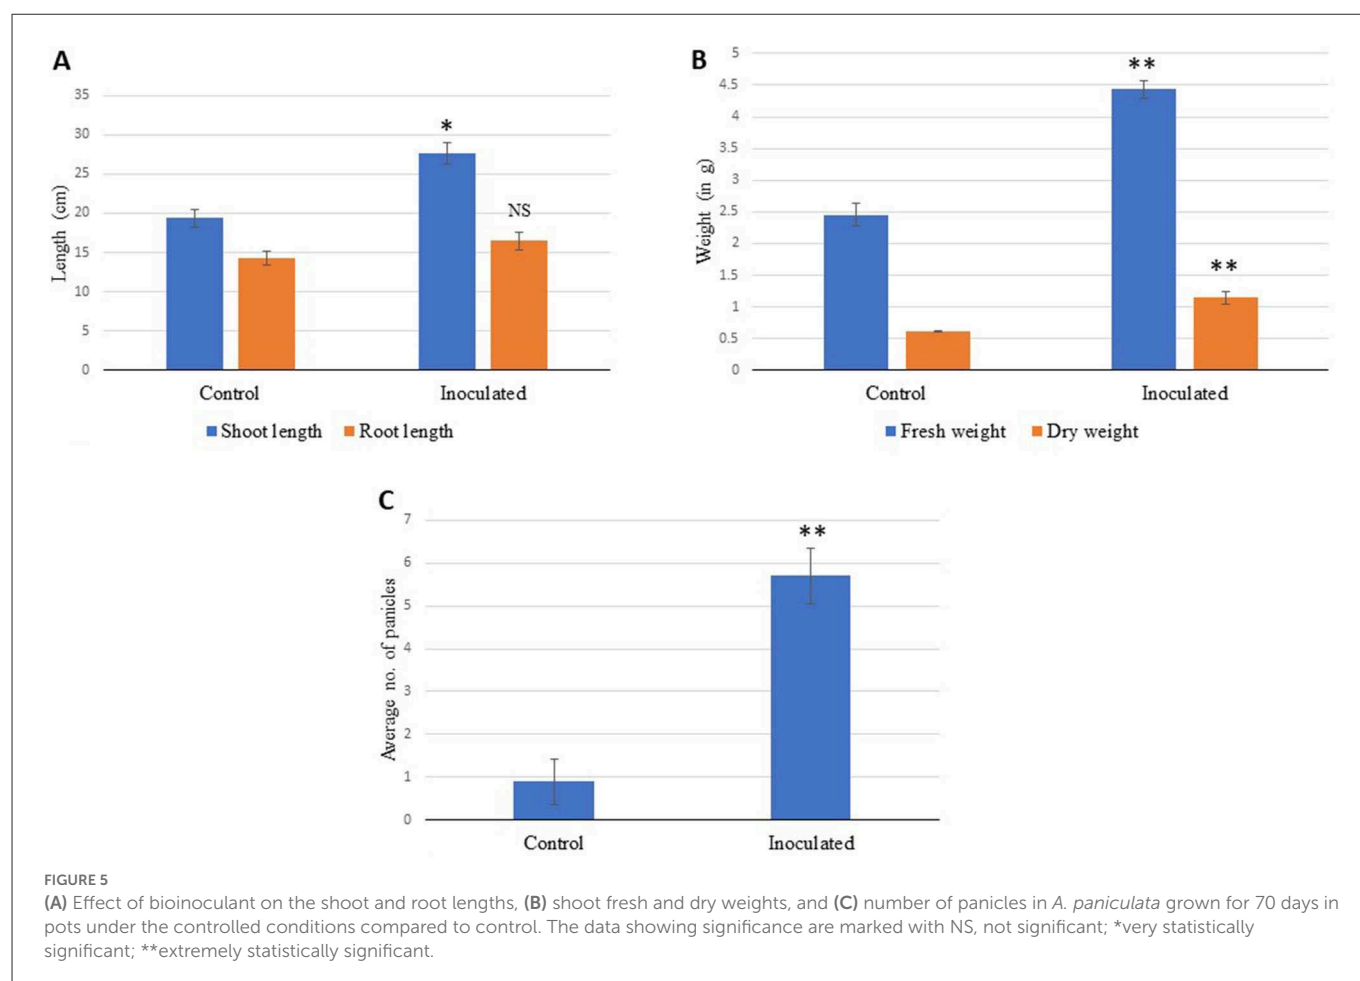 A
Length (cm)
35
30
25
20
15
10
5
0
*
NS
Control
Inoculated
Shoot length
Root length
B
Weight (in g)
5
4.5
4
3.5
3
2.5
2
1.5
1
0.5
0
**
**
Control
Inoculated
Fresh weight
Dry weight
C
Average no. of panicles
7
6
5
4
3
2
1
0
**
Control
Inoculated
FIGURE 5
(A) Effect of bioinoculant on the shoot and root lengths, (B) shoot fresh and dry weights, and (C) number of panicles in A. paniculata grown for 70 days in
pots under the controlled conditions compared to control. The data showing significance are marked with NS, not significant; *very statistically
significant; **extremely statistically significant.